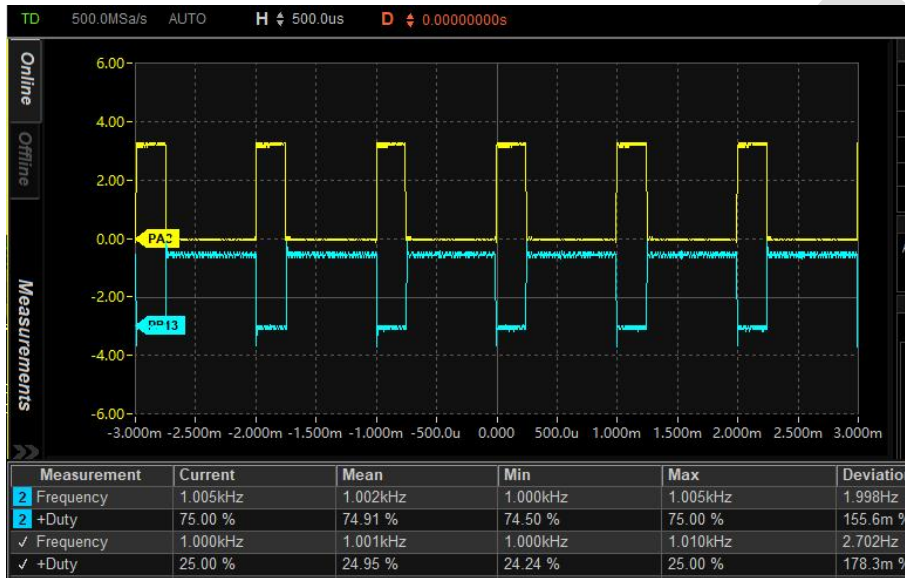 TD 500.0MSa/s AUTO H 500.0us D 0.00000000s
Online
Offline
Measurements
6.00
4.00
2.00
0.00
-2.00
-4.00
-6.00
PA2
PB13
-3.000m -2.500m -2.000m -1.500m -1.000m -500.0u 0.000 500.0u 1.000m 1.500m 2.000m 2.500m 3.000m
Measurement Current Mean Min Max Deviatio
2 Frequency 1.005kHz 1.002kHz 1.000kHz 1.005kHz 1.998Hz
2 +Duty 75.00 % 74.91 % 74.50 % 75.00 % 155.6m %
✓ Frequency 1.000kHz 1.001kHz 1.000kHz 1.010kHz 2.702Hz
✓ +Duty 25.00 % 24.95 % 24.24 % 25.00 % 178.3m %